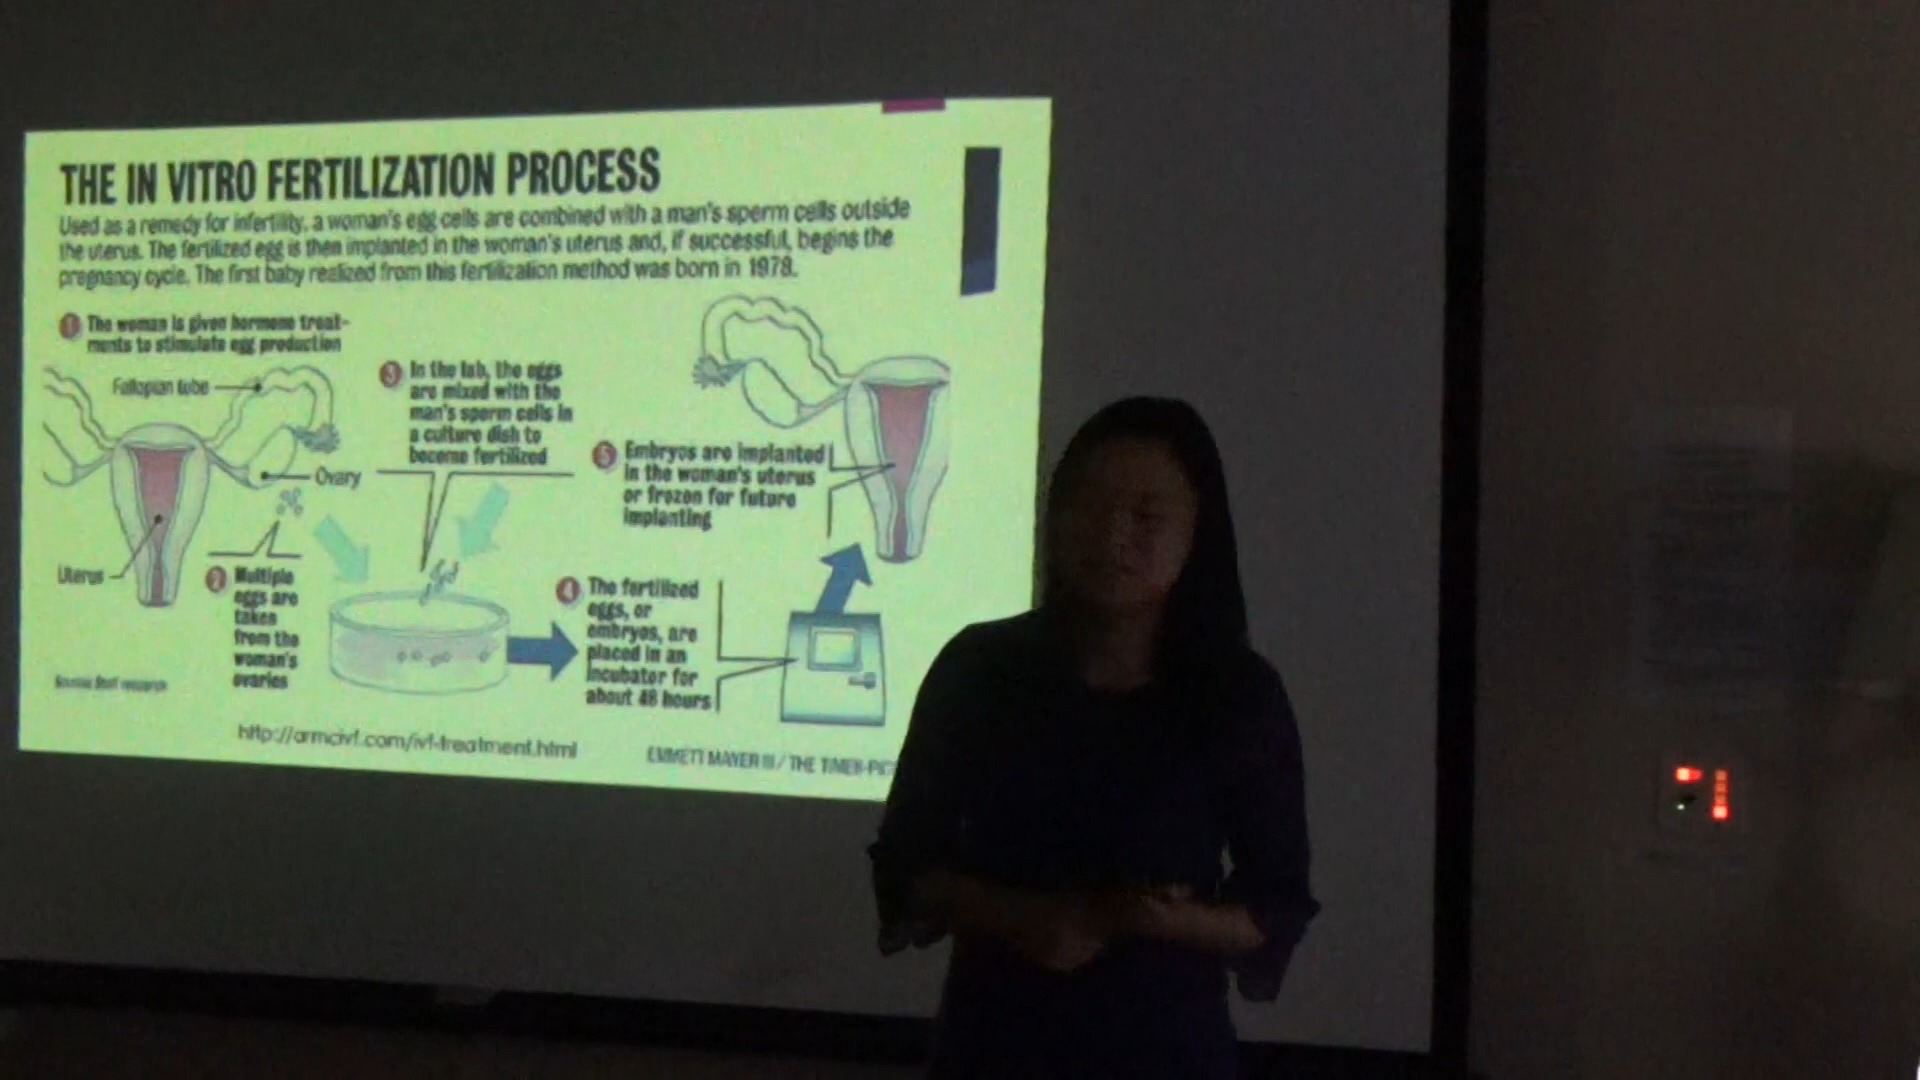 THE IN VITRO FERTILIZATION PROCESS
Used as a remedy for infertility, a woman's egg cells are combined with a man's sperm cells outside
the uterus. The fertilized egg is then implanted in the woman's uterus and, if successful, begins the
pregnancy cycle. The first baby realized from this fertilization method was born in 1978.
1 The woman is given hormone treat-
ments to stimulate egg production
Fallopian tube
Ovary
Uterus
2 Multiple
eggs are
taken
from the
woman's
ovaries
3 In the lab, the eggs
are mixed with the
man's sperm cells in
a culture dish to
become fertilized
4 The fertilized
eggs, or
embryos, are
placed in an
incubator for
about 48 hours
5 Embryos are implanted
in the woman's uterus
or frozen for future
implanting
Source: Staff research
http://armcivf.com/ivf-treatment.html
EMMETT MAYER III / THE TIMES-PIC